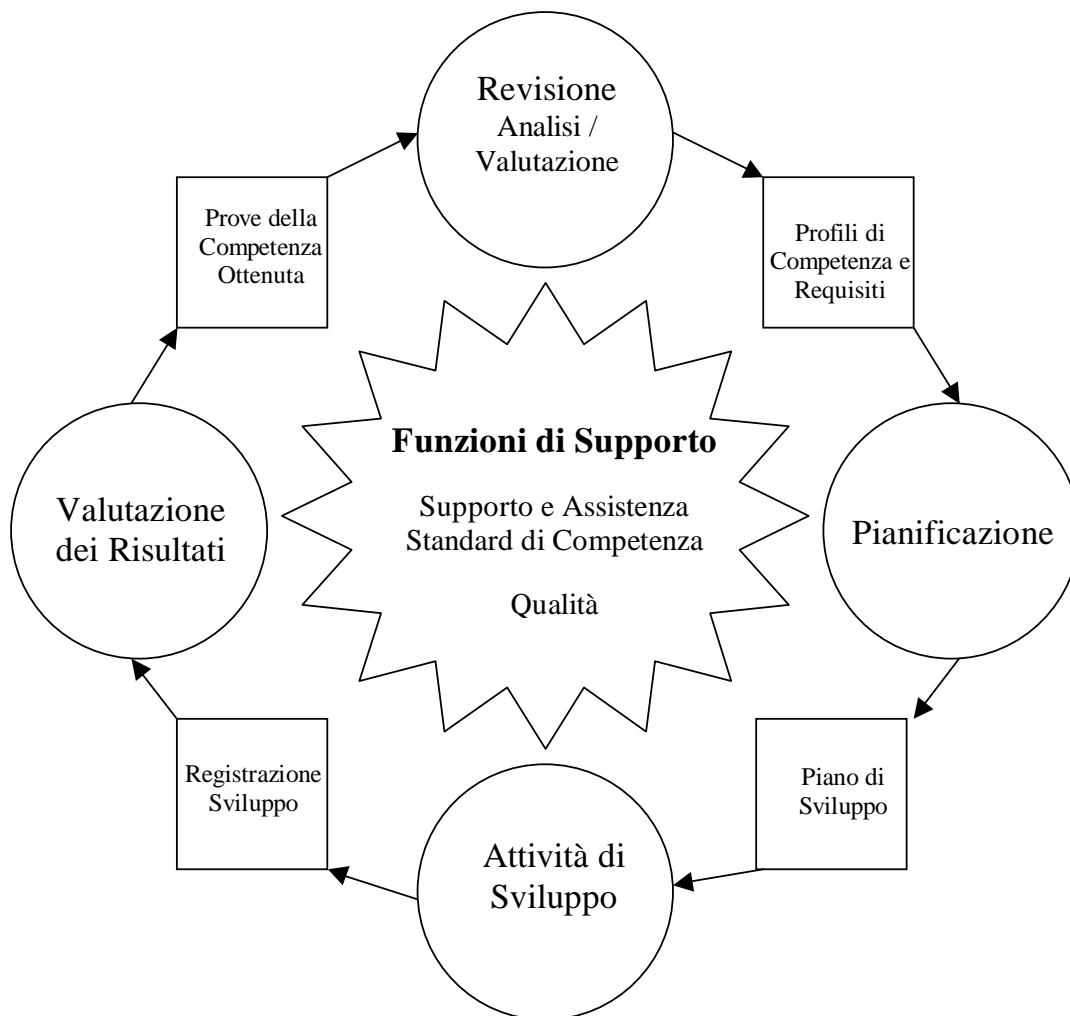 Revisione
Analisi /
Valutazione
Prove della
Competenza
Ottenuta
Profili di
Competenza e
Requisiti
Funzioni di Supporto
Supporto e Assistenza
Standard di Competenza
Qualità
Valutazione
dei Risultati
Pianificazione
Registrazione
Sviluppo
Piano di
Sviluppo
Attività di
Sviluppo